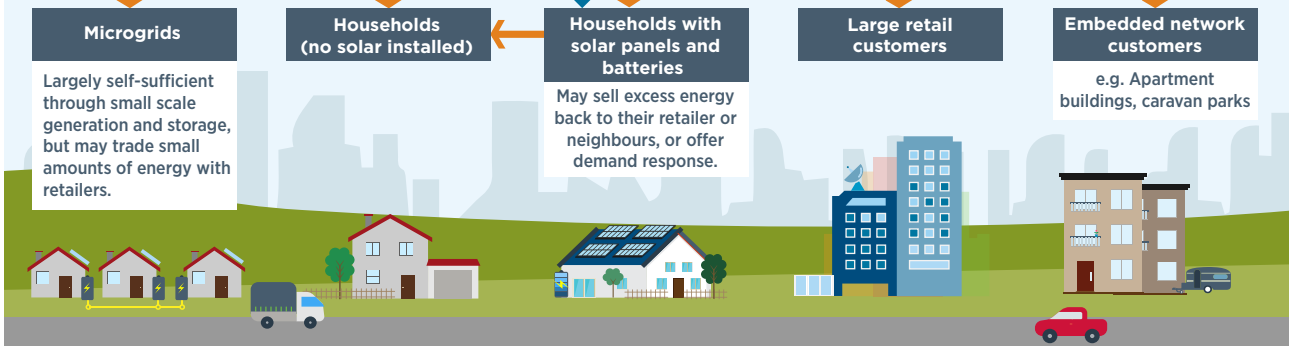 Microgrids
Largely self-sufficient
through small scale
generation and storage,
but may trade small
amounts of energy with
retailers.
Households
(no solar installed)
Households with
solar panels and
batteries
May sell excess energy
back to their retailer or
neighbours, or offer
demand response.
Large retail
customers
Embedded network
customers
e.g. Apartment
buildings, caravan parks